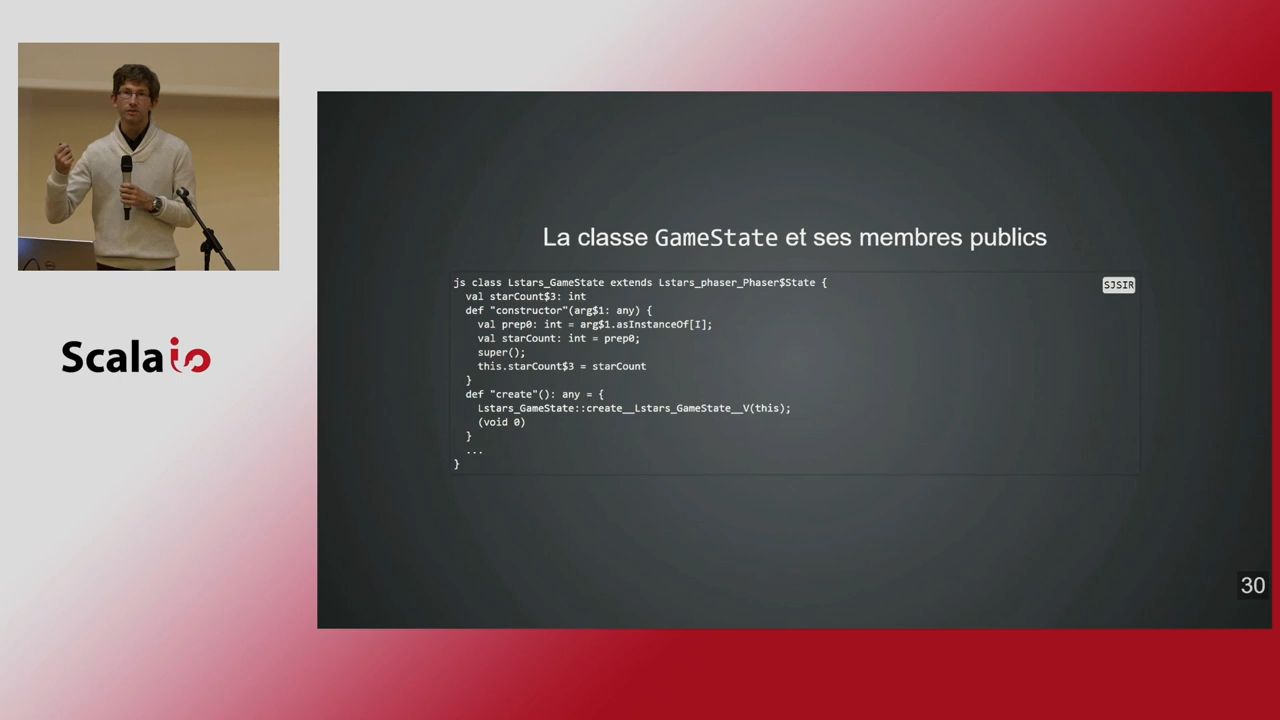 La classe GameState et ses membres publics
SJSIR
js class Lstars_GameState extends Lstars_phaser_Phaser$State {
  val starCount$3: int
  def "constructor"(arg$1: any) {
    val prep0: int = arg$1.asInstanceOf[I];
    val starCount: int = prep0;
    super();
    this.starCount$3 = starCount
  }
  def "create"(): any = {
    Lstars_GameState::create__Lstars_GameState__V(this);
    (void 0)
  }
  ...
}
Scalaio
30